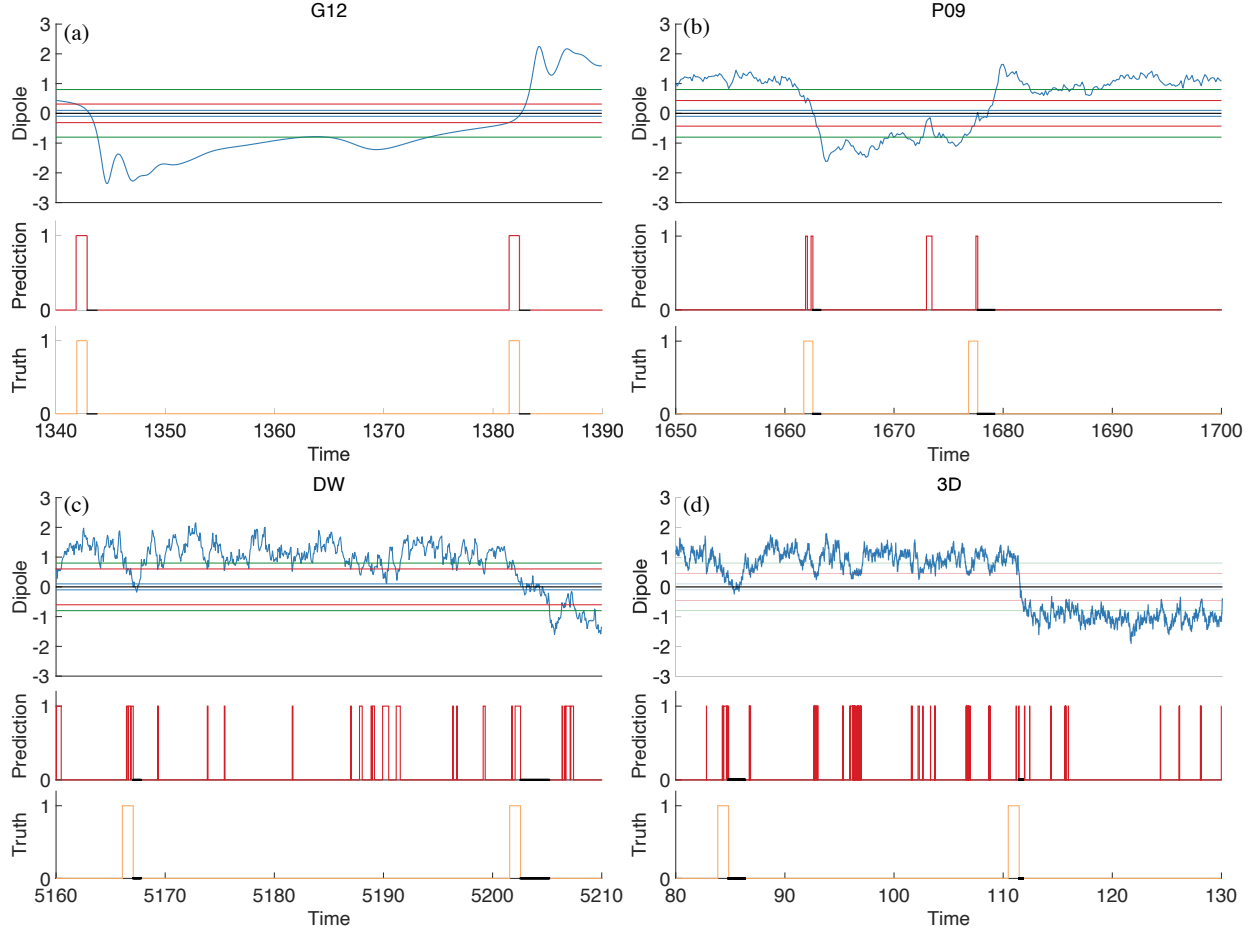 G12
(a)
3
2
1
0
-1
-2
-3
Dipole
1
0
Prediction
1
0
Truth
1340 1350 1360 1370 1380 1390
Time
P09
(b)
3
2
1
0
-1
-2
-3
Dipole
1
0
Prediction
1
0
Truth
1650 1660 1670 1680 1690 1700
Time
DW
(c)
3
2
1
0
-1
-2
-3
Dipole
1
0
Prediction
1
0
Truth
5160 5170 5180 5190 5200 5210
Time
3D
(d)
3
2
1
0
-1
-2
-3
Dipole
1
0
Prediction
1
0
Truth
80 90 100 110 120 130
Time